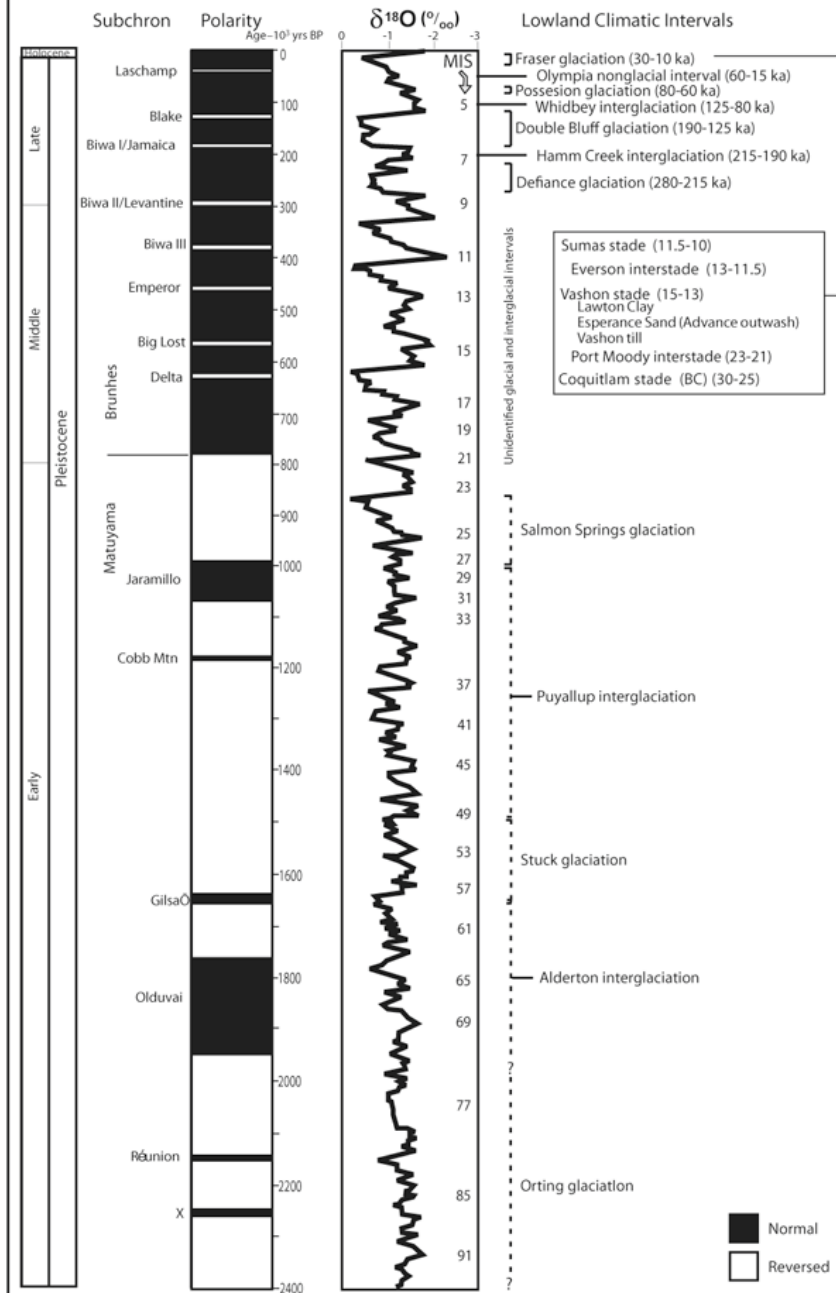 Subchron
Polarity
Age–10³ yrs BP
δ¹⁸O (⁰/₀₀)
Lowland Climatic Intervals
0
-1
-2
-3
Holocene
Late
Middle
Early
Pleistocene
Brunhes
Matuyama
Laschamp
Blake
Biwa I/Jamaica
Biwa II/Levantine
Biwa III
Emperor
Big Lost
Delta
Jaramillo
Cobb Mtn
GilsaÔ
Olduvai
Réunion
X
0
100
200
300
400
500
600
700
800
900
1000
1200
1400
1600
1800
2000
2200
2400
MIS
5
7
9
11
13
15
17
19
21
23
25
27
29
31
33
37
41
45
49
53
57
61
65
69
77
85
91
Fraser glaciation (30-10 ka)
Olympia nonglacial interval (60-15 ka)
Possesion glaciation (80-60 ka)
Whidbey interglaciation (125-80 ka)
Double Bluff glaciation (190-125 ka)
Hamm Creek interglaciation (215-190 ka)
Defiance glaciation (280-215 ka)
Unidentified glacial and interglacial intervals
Sumas stade (11.5-10)
Everson interstade (13-11.5)
Vashon stade (15-13)
Lawton Clay
Esperance Sand (Advance outwash)
Vashon till
Port Moody interstade (23-21)
Coquitlam stade (BC) (30-25)
Salmon Springs glaciation
Puyallup interglaciation
Stuck glaciation
Alderton interglaciation
?
Orting glaciation
?
Normal
Reversed